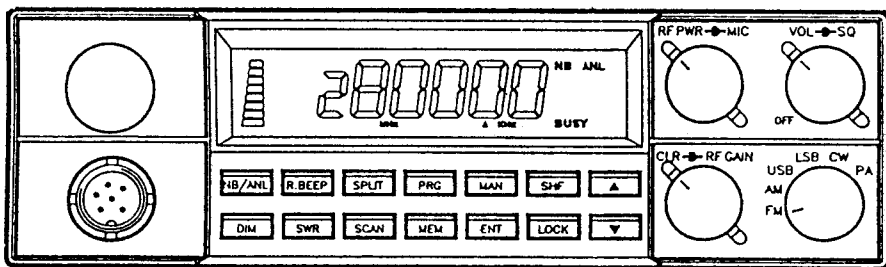 RF PWR MIC
VOL SQ
NB ANL
280000
BUSY
OFF
CLR RF GAIN
LSB CW
USB PA
AM
FM
NB/ANL R.BEEP SPLIT PRG MAN SHF ▲
DIM SWR SCAN MEM ENT LOCK ▼